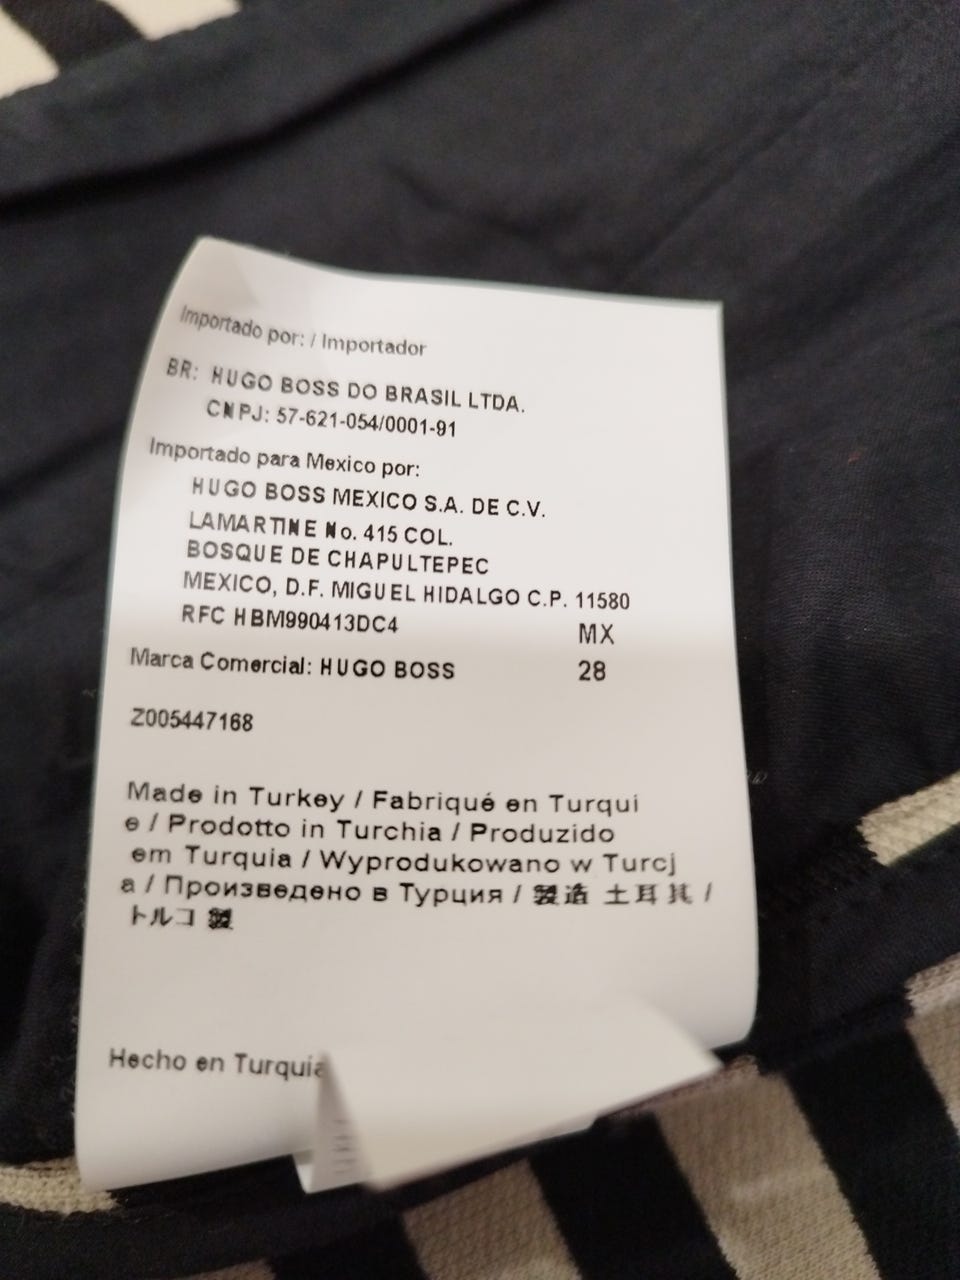 Importado por: / Importador
BR: HUGO BOSS DO BRASIL LTDA.
CNPJ: 57-621-054/0001-91
Importado para Mexico por:
HUGO BOSS MEXICO S.A. DE C.V.
LAMARTINE No. 415 COL.
BOSQUE DE CHAPULTEPEC
MEXICO, D.F. MIGUEL HIDALGO C.P. 11580
RFC HBM990413DC4 MX
Marca Comercial: HUGO BOSS 28
Z005447168
Made in Turkey / Fabriqué en Turqui
e / Prodotto in Turchia / Produzido
em Turquia / Wyprodukowano w Turcj
a / Произведено в Турция / 製造 土耳其 /
トルコ 製
Hecho en Turquia